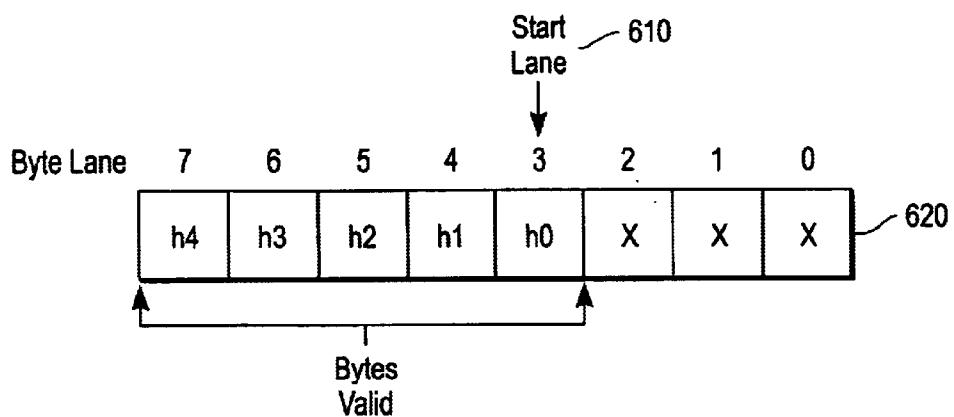 Start
Lane
610
Byte Lane 7 6 5 4 3 2 1 0
h4 h3 h2 h1 h0 X X X
620
Bytes
Valid